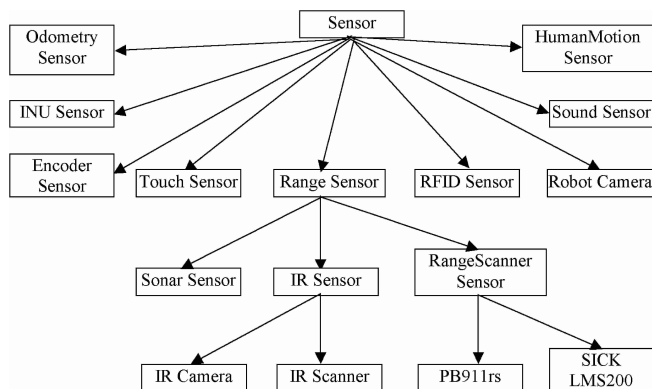 Sensor
Odometry
Sensor
HumanMotion
Sensor
INU Sensor
Sound Sensor
Encoder
Sensor
Touch Sensor
Range Sensor
RFID Sensor
Robot Camera
Sonar Sensor
IR Sensor
RangeScanner
Sensor
IR Camera
IR Scanner
PB911rs
SICK
LMS200